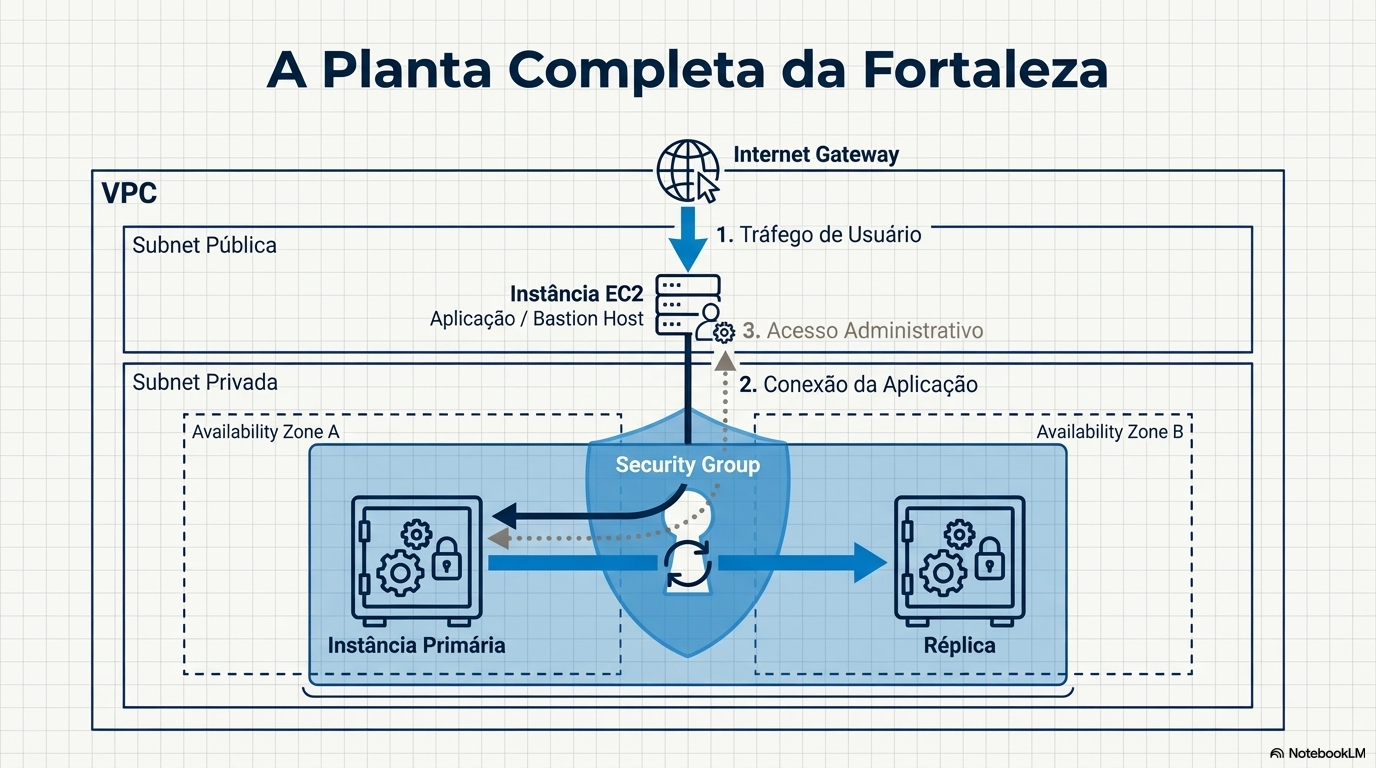 A Planta Completa da Fortaleza
Internet Gateway
VPC
1. Tráfego de Usuário
Subnet Pública
Instância EC2
Aplicação / Bastion Host
3. Acesso Administrativo
Subnet Privada
2. Conexão da Aplicação
Availability Zone A
Availability Zone B
Security Group
Instância Primária
Réplica
NotebookLM